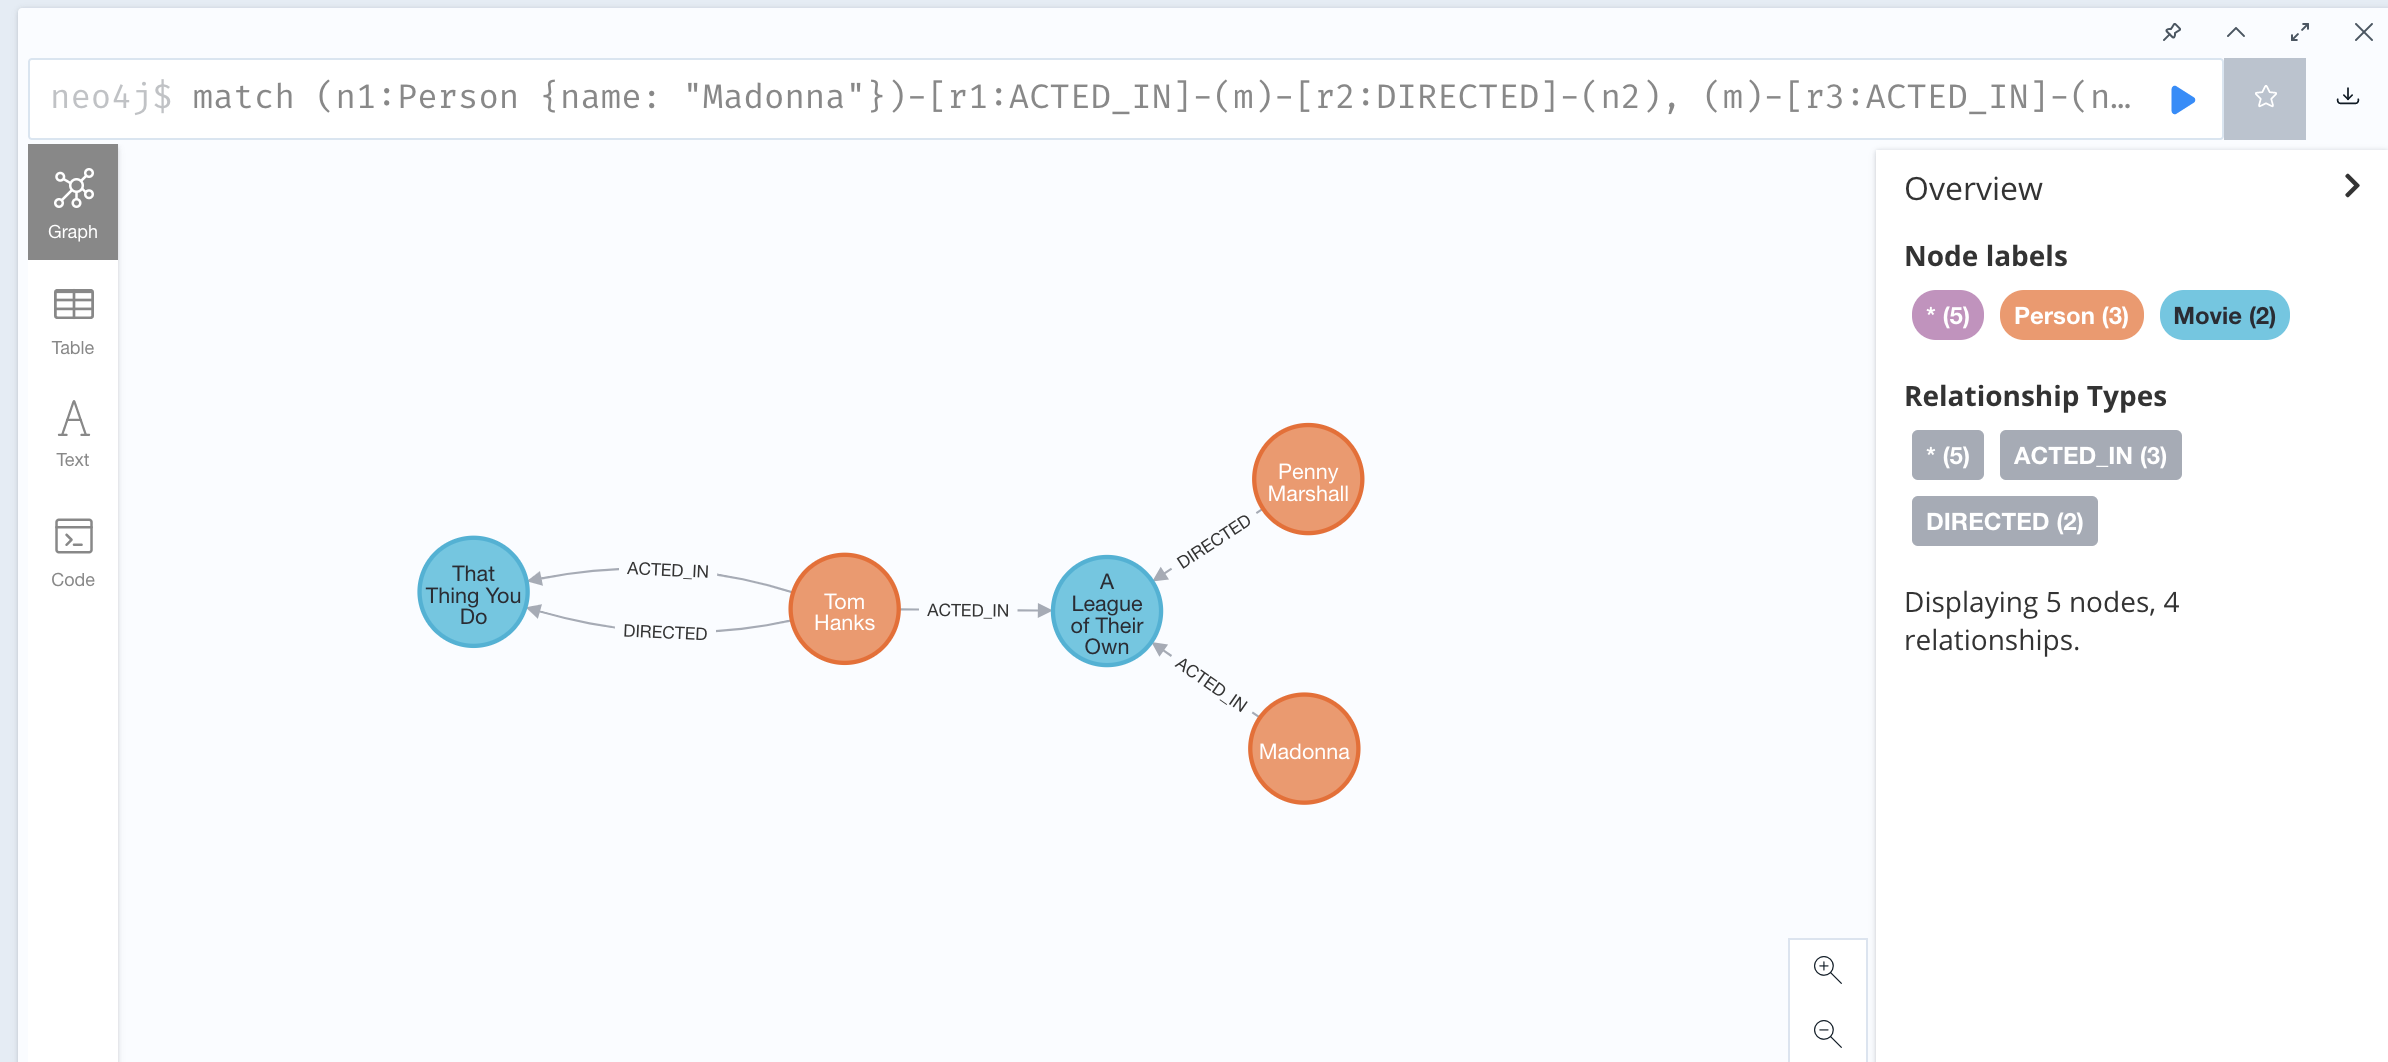 neo4j$ match (n1:Person {name: "Madonna"})-[r1:ACTED_IN]-(m)-[r2:DIRECTED]-(n2), (m)-[r3:ACTED_IN]-(n…
Graph
Table
Text
Code
That
Thing You
Do
ACTED_IN
DIRECTED
Tom
Hanks
ACTED_IN
A
League
of Their
Own
DIRECTED
Penny
Marshall
ACTED_IN
Madonna
Overview
Node labels
* (5) Person (3) Movie (2)
Relationship Types
* (5) ACTED_IN (3)
DIRECTED (2)
Displaying 5 nodes, 4
relationships.